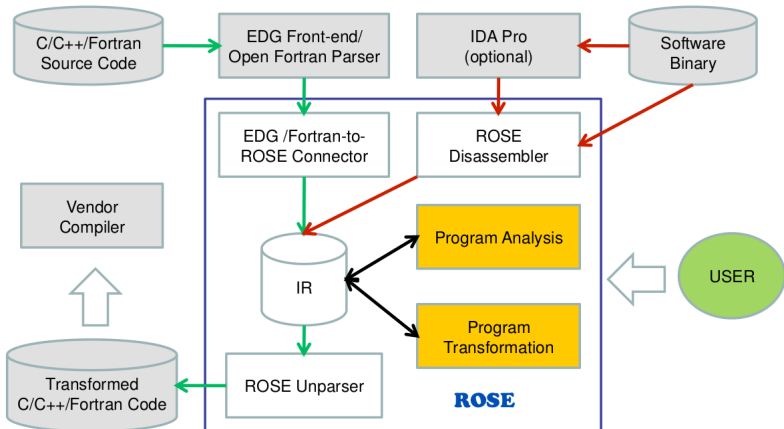 C/C++/Fortran
Source Code
EDG Front-end/
Open Fortran Parser
IDA Pro
(optional)
Software
Binary
EDG /Fortran-to-
ROSE Connector
ROSE
Disassembler
Vendor
Compiler
Program Analysis
IR
USER
Program
Transformation
Transformed
C/C++/Fortran Code
ROSE Unparser
ROSE